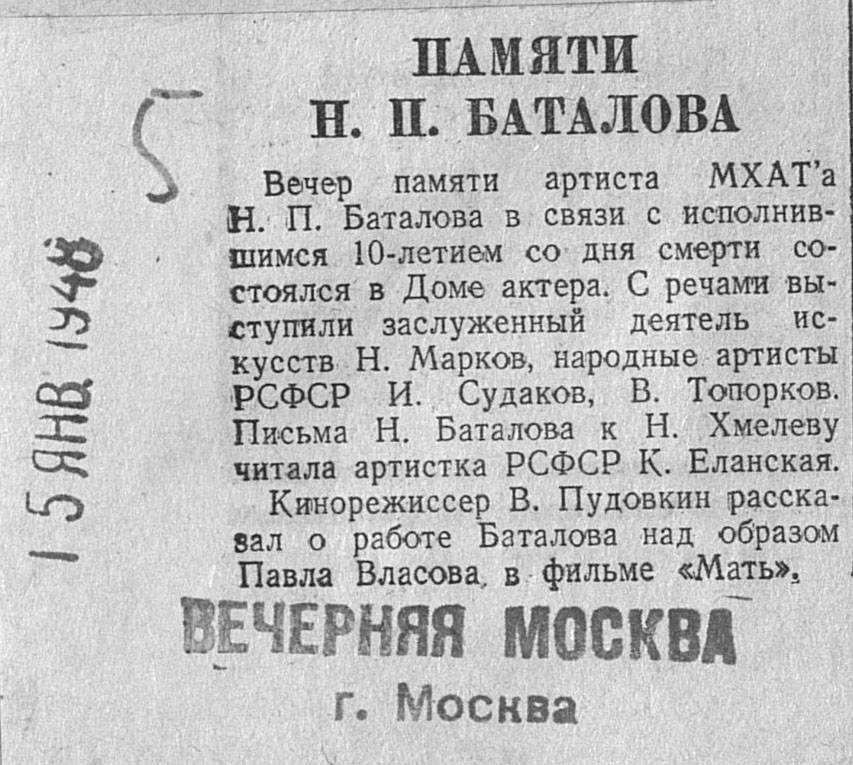 ПАМЯТИ
Н. П. БАТАЛОВА
5
Вечер памяти артиста МХАТ'а
Н. П. Баталова в связи с исполнив-
шимся 10-летием со дня смерти со-
стоялся в Доме актера. С речами вы-
ступили заслуженный деятель ис-
кусств Н. Марков, народные артисты
РСФСР И. Судаков, В. Топорков.
Письма Н. Баталова к Н. Хмелеву
читала артистка РСФСР К. Еланская.
Кинорежиссер В. Пудовкин расска-
зал о работе Баталова над образом
Павла Власова, в фильме «Мать».
15 ЯНВ 1948
ВЕЧЕРНЯЯ МОСКВА
г. Москва